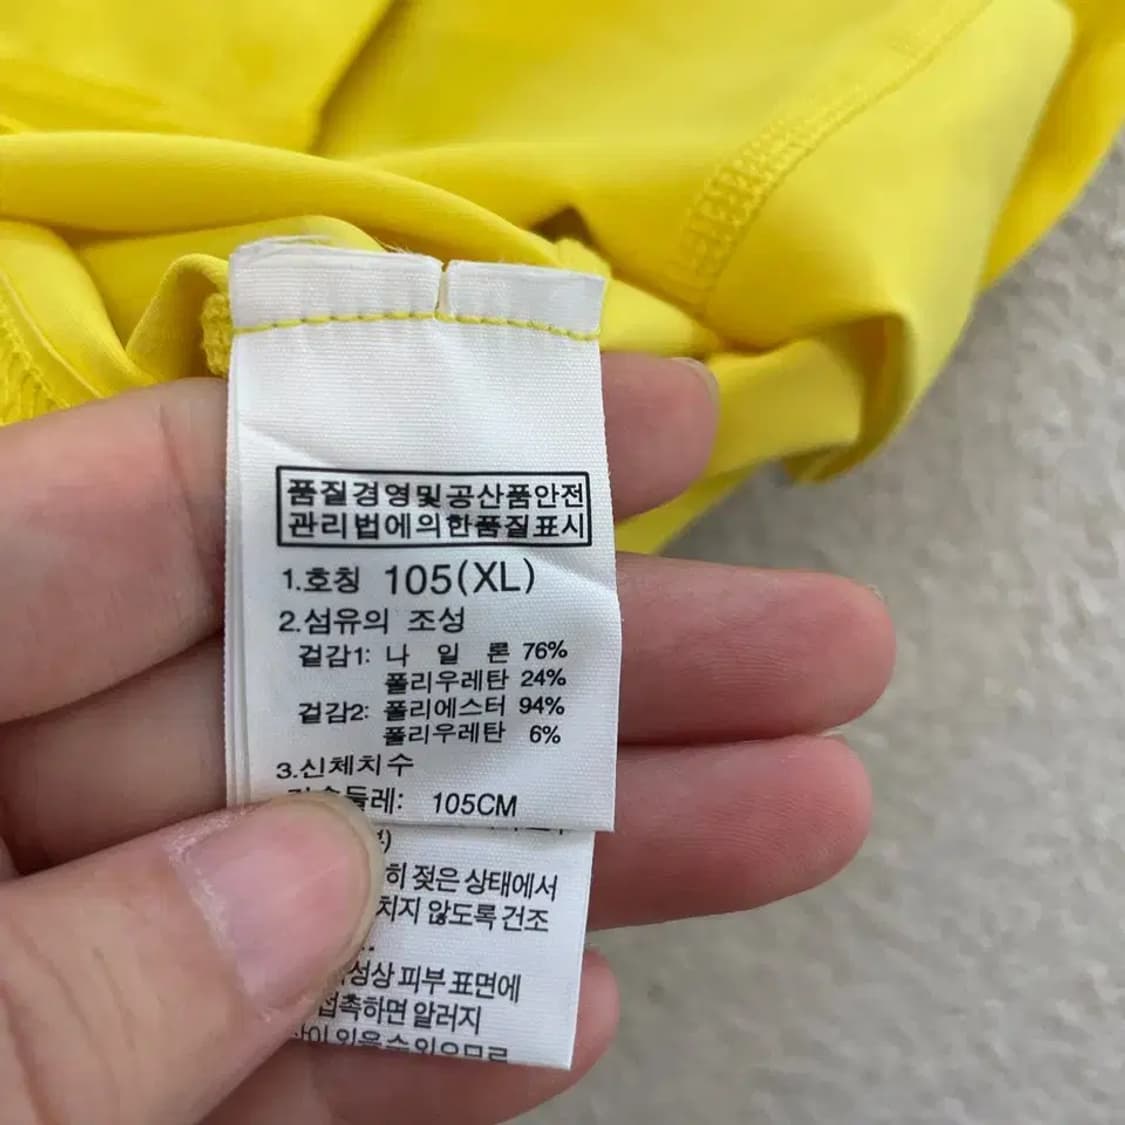 품질경영및공산품안전
관리법에의한품질표시
1.호칭 105(XL)
2.섬유의 조성
겉감1: 나 일 론 76%
폴리우레탄 24%
겉감2: 폴리에스터 94%
폴리우레탄 6%
3.신체치수
둘레: 105CM
젖은 상태에서
않도록 건조
피부 표면에
접촉하면 알러지